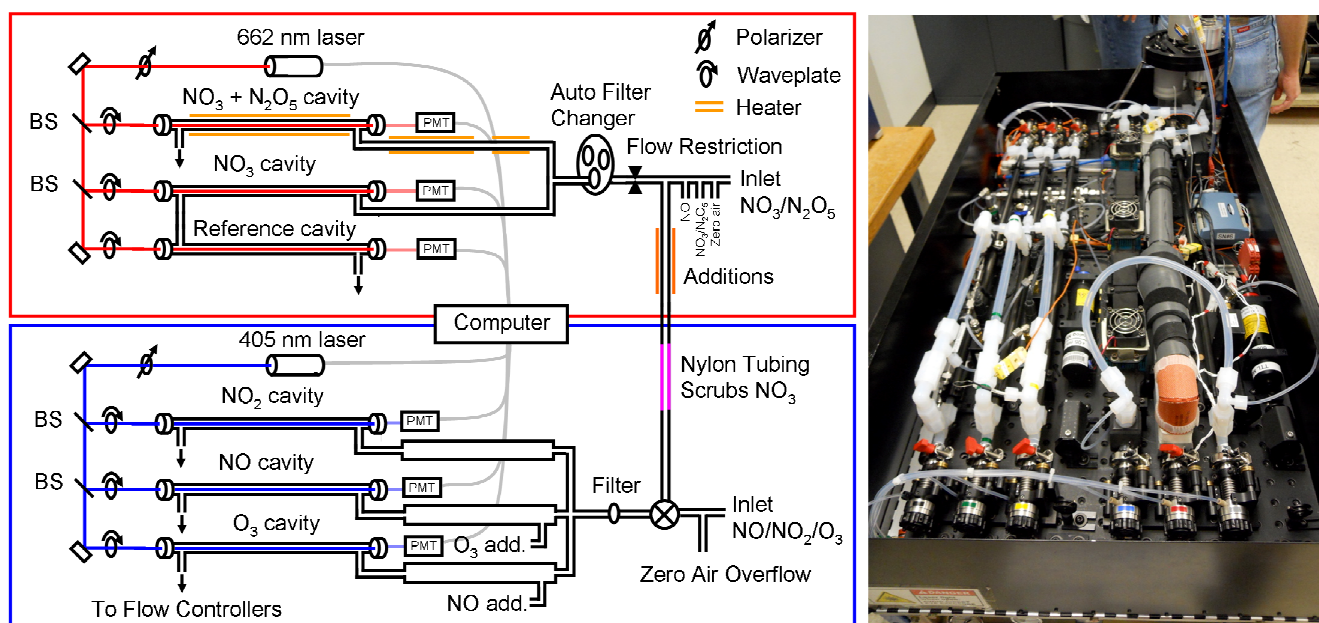 662 nm laser
Polarizer
Waveplate
Heater
NO3 + N2O5 cavity
BS
PMT
Auto Filter
Changer
Flow Restriction
NO3 cavity
BS
PMT
Inlet
NO3/N2O5
NO
NO3/N2O5
Zero air
Reference cavity
PMT
Additions
Computer
405 nm laser
Nylon Tubing
Scrubs NO3
NO2 cavity
BS
PMT
NO cavity
BS
PMT
Filter
Inlet
NO/NO2/O3
O3 cavity
PMT
O3 add.
Zero Air Overflow
NO add.
To Flow Controllers
DANGER